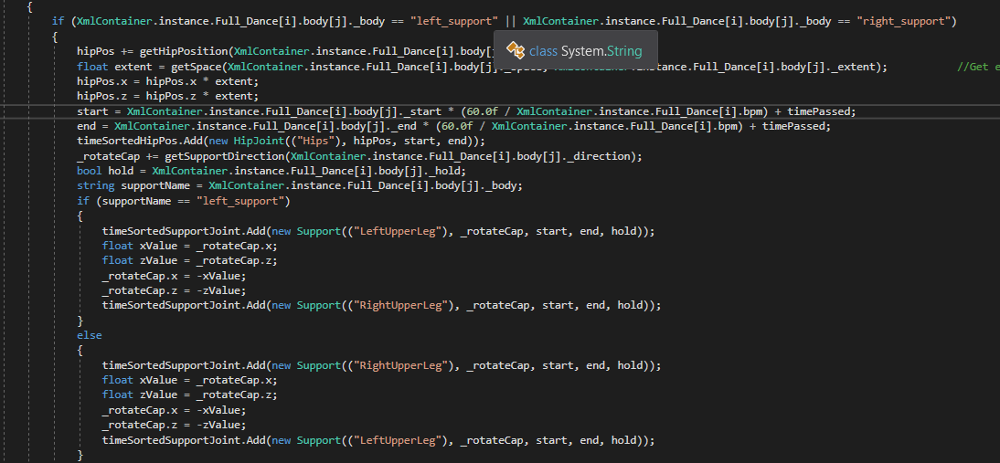 {
if (XmlContainer.instance.Full_Dance[i].body[j]._body == "left_support" || XmlContainer.instance.Full_Dance[i].body[j]._body == "right_support")
{
hipPos += getHipPosition(XmlContainer.instance.Full_Dance[i].body[j
class System.String
float extent = getSpace(XmlContainer.instance.Full_Dance[i].body[j]. .instance.Full_Dance[i].body[j]._extent); //Get e
hipPos.x = hipPos.x * extent;
hipPos.z = hipPos.z * extent;
start = XmlContainer.instance.Full_Dance[i].body[j]._start * (60.0f / XmlContainer.instance.Full_Dance[i].bpm) + timePassed;
end = XmlContainer.instance.Full_Dance[i].body[j]._end * (60.0f / XmlContainer.instance.Full_Dance[i].bpm) + timePassed;
timeSortedHipPos.Add(new HipJoint(("Hips"), hipPos, start, end));
_rotateCap += getSupportDirection(XmlContainer.instance.Full_Dance[i].body[j]._direction);
bool hold = XmlContainer.instance.Full_Dance[i].body[j]._hold;
string supportName = XmlContainer.instance.Full_Dance[i].body[j]._body;
if (supportName == "left_support")
{
timeSortedSupportJoint.Add(new Support(("LeftUpperLeg"), _rotateCap, start, end, hold));
float xValue = _rotateCap.x;
float zValue = _rotateCap.z;
_rotateCap.x = -xValue;
_rotateCap.z = -zValue;
timeSortedSupportJoint.Add(new Support(("RightUpperLeg"), _rotateCap, start, end, hold));
}
else
{
timeSortedSupportJoint.Add(new Support(("RightUpperLeg"), _rotateCap, start, end, hold));
float xValue = _rotateCap.x;
float zValue = _rotateCap.z;
_rotateCap.x = -xValue;
_rotateCap.z = -zValue;
timeSortedSupportJoint.Add(new Support(("LeftUpperLeg"), _rotateCap, start, end, hold));
}